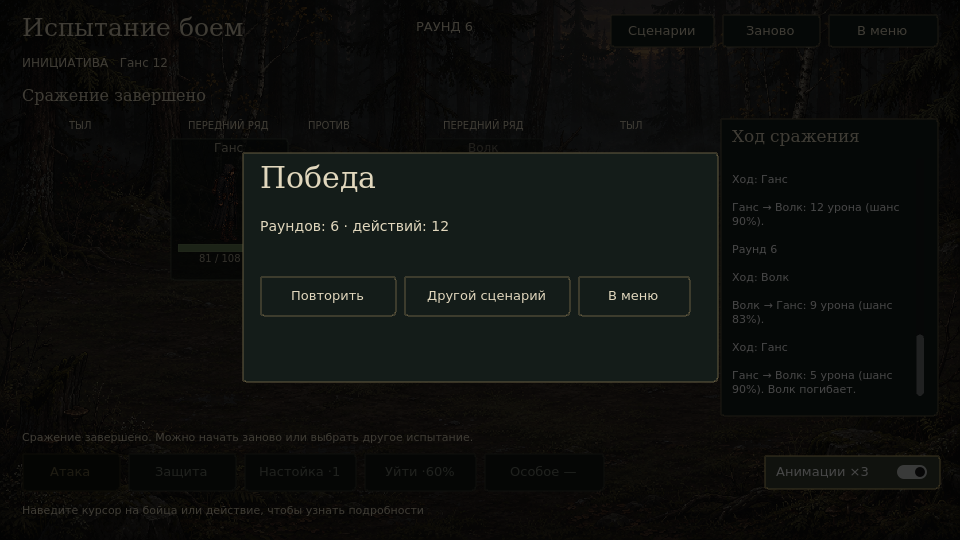 Испытание боем
РАУНД 6
Сценарии
Заново
В меню
ИНИЦИАТИВА · Ганс 12
Сражение завершено
ТЫЛ
ПЕРЕДНИЙ РЯД
ПРОТИВ
ПЕРЕДНИЙ РЯД
ТЫЛ
Ганс
Волк
81 / 108
Победа
Раундов: 6 · действий: 12
Повторить
Другой сценарий
В меню
Ход сражения
Ход: Ганс
Ганс → Волк: 12 урона (шанс
90%).
Раунд 6
Ход: Волк
Волк → Ганс: 9 урона (шанс
83%).
Ход: Ганс
Ганс → Волк: 5 урона (шанс
90%). Волк погибает.
Сражение завершено. Можно начать заново или выбрать другое испытание.
Атака
Защита
Настойка ·1
Уйти ·60%
Особое —
Анимации ×3
Наведите курсор на бойца или действие, чтобы узнать подробности